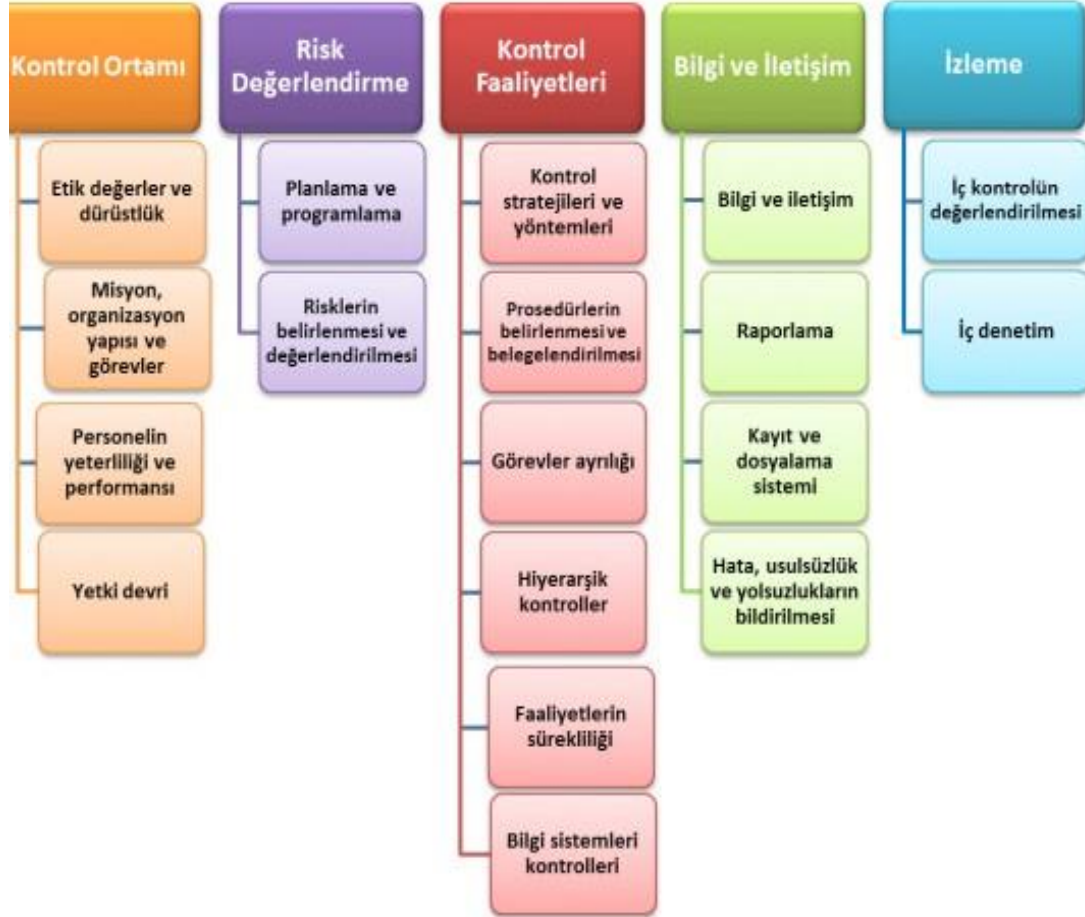 Kontrol Ortamı
Etik değerler ve
dürüstlük
Misyon,
organizasyon
yapısı ve
görevler
Personelin
yeterliliği ve
performansı
Yetki devri
Risk
Değerlendirme
Planlama ve
programlama
Risklerin
belirlenmesi ve
değerlendirilmesi
Kontrol
Faaliyetleri
Kontrol
stratejileri ve
yöntemleri
Prosedürlerin
belirlenmesi ve
belegelendirilmesi
Görevler ayrılığı
Hiyerarşik
kontroller
Faaliyetlerin
sürekliliği
Bilgi sistemleri
kontrolleri
Bilgi ve İletişim
Bilgi ve iletişim
Raporlama
Kayıt ve
dosyalama
sistemi
Hata, usulsüzlük
ve yolsuzlukların
bildirilmesi
İzleme
İç kontrolün
değerlendirilmesi
İç denetim